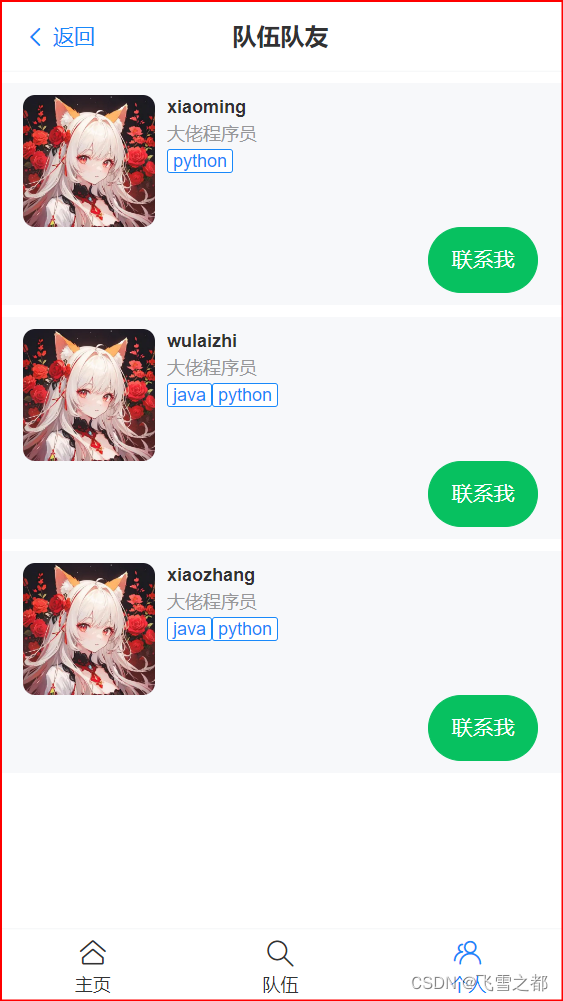 返回 队伍队友
xiaoming
大佬程序员
python
联系我
wulaizhi
大佬程序员
java python
联系我
xiaozhang
大佬程序员
java python
联系我
主页 队伍 个人
CSDN @飞雪之都